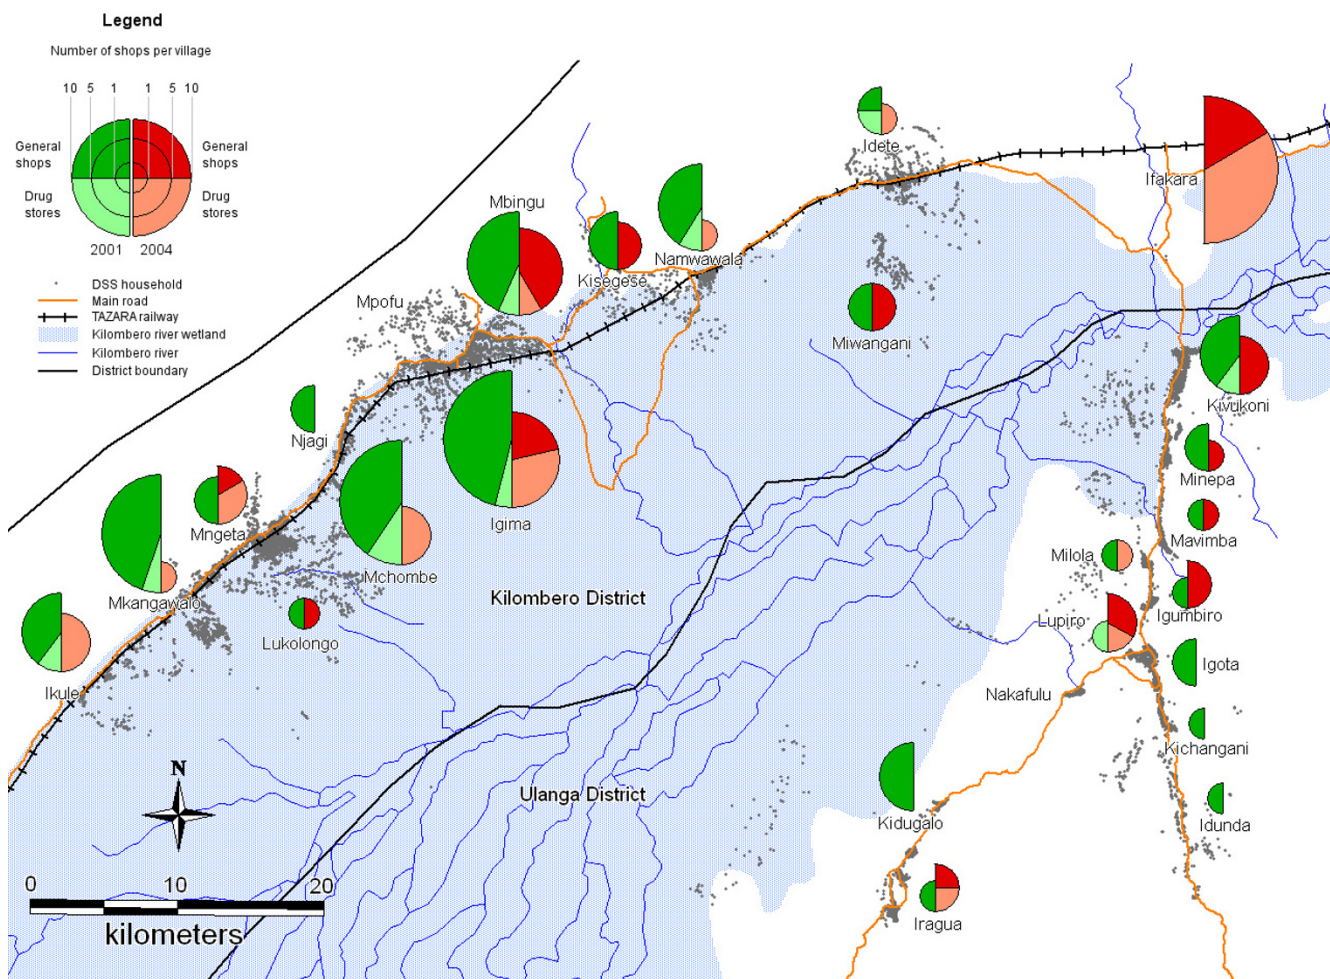 Legend
Number of shops per village
10 5 1 1 5 10
General shops
General shops
Drug stores
Drug stores
2001 2004
DSS household
Main road
TAZARA railway
Kilombero river wetland
Kilombero river
District boundary
Idete
Ifakara
Mbingu
Kisegese
Namwawala
Mpofu
Miwangani
Kivukoni
Njagi
Minepa
Igima
Mngeta
Mavimba
Milola
Mchombe
Mkangawalo
Kilombero District
Igumbiro
Lupiro
Lukolongo
Igota
Ikule
Nakafulu
Kichangani
N
Ulanga District
Kidugalo
Idunda
0 10 20
kilometers
Iragua